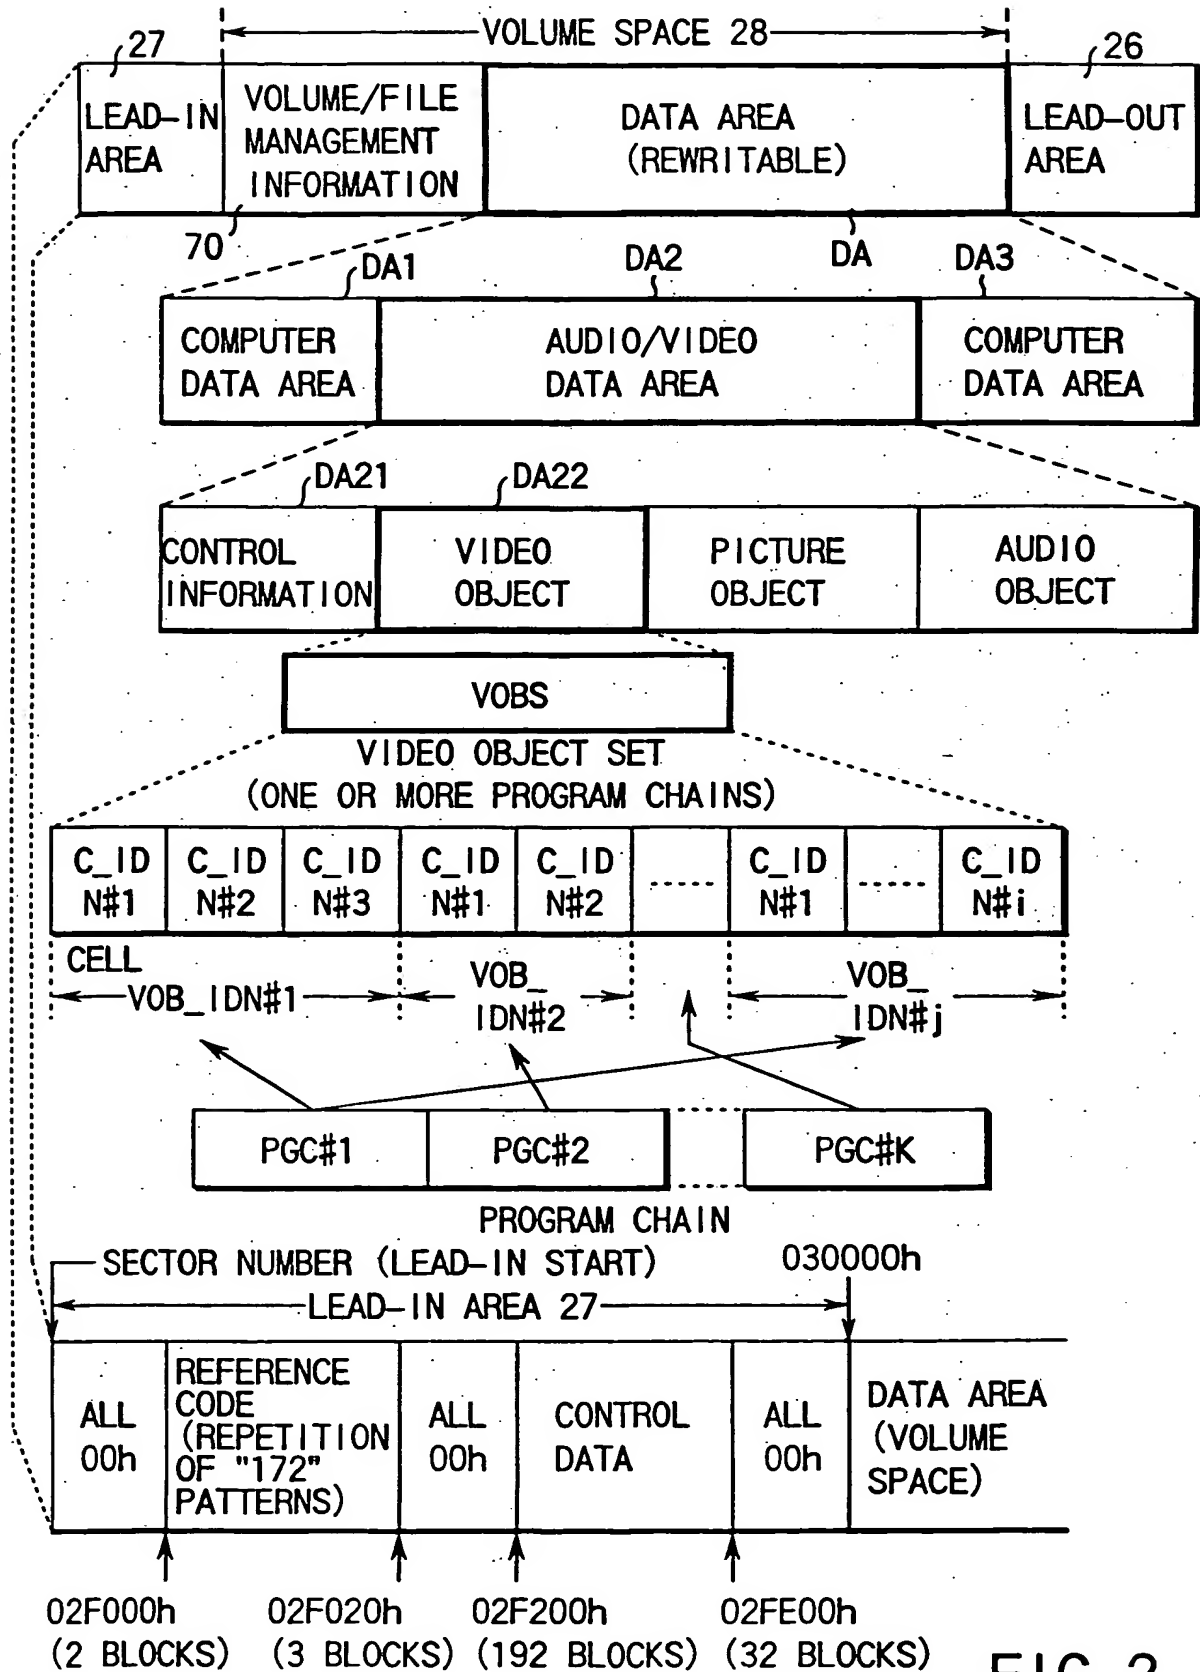 VOLUME SPACE 28
27
26
LEAD-IN
AREA
VOLUME/FILE
MANAGEMENT
INFORMATION
DATA AREA
(REWRITABLE)
LEAD-OUT
AREA
70
DA
DA1
DA2
DA3
COMPUTER
DATA AREA
AUDIO/VIDEO
DATA AREA
COMPUTER
DATA AREA
DA21
DA22
CONTROL
INFORMATION
VIDEO
OBJECT
PICTURE
OBJECT
AUDIO
OBJECT
VOBS
VIDEO OBJECT SET
(ONE OR MORE PROGRAM CHAINS)
C_ID
N#1
C_ID
N#2
C_ID
N#3
C_ID
N#1
C_ID
N#2
C_ID
N#1
C_ID
N#i
CELL
VOB_IDN#1
VOB_
IDN#2
VOB_
IDN#j
PGC#1
PGC#2
PGC#K
PROGRAM CHAIN
SECTOR NUMBER (LEAD-IN START)
030000h
LEAD-IN AREA 27
ALL
00h
REFERENCE
CODE
(REPETITION
OF "172"
PATTERNS)
ALL
00h
CONTROL
DATA
ALL
00h
DATA AREA
(VOLUME
SPACE)
02F000h
(2 BLOCKS)
02F020h
(3 BLOCKS)
02F200h
(192 BLOCKS)
02FE00h
(32 BLOCKS)
FIG. 2